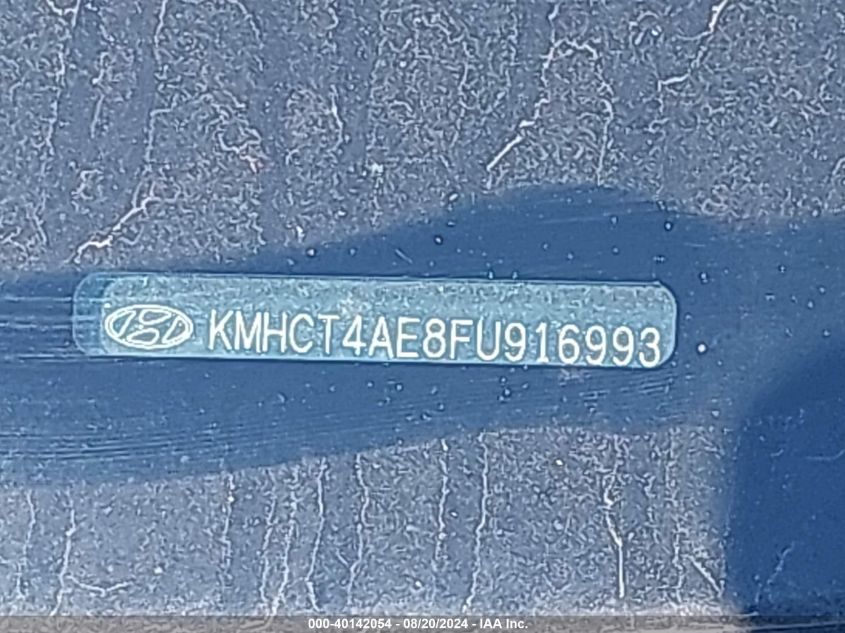 KMHCT4AE8FU916993
000-40142054 - 08/20/2024 - IAA Inc.